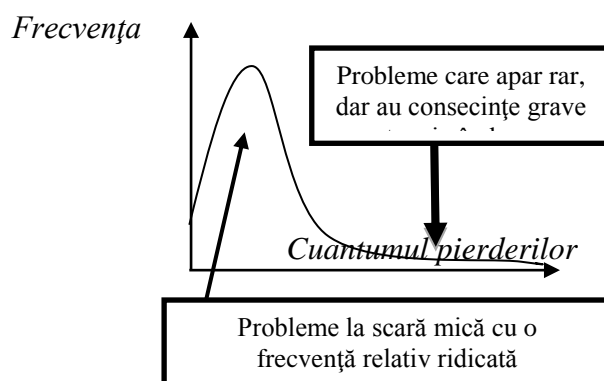 Frecvenţa
Probleme care apar rar,
dar au consecinţe grave
Cuantumul pierderilor
Probleme la scară mică cu o
frecvenţă relativ ridicată